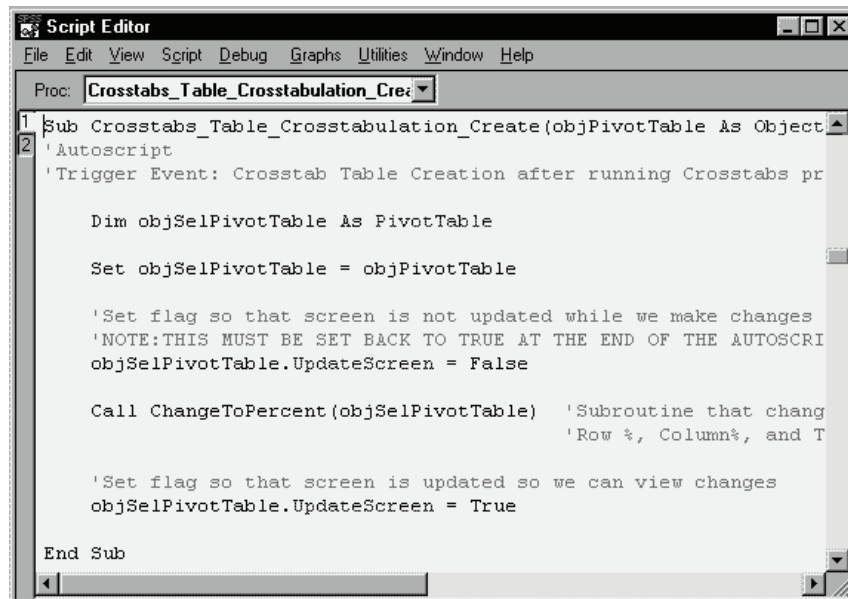 SPSS
Script Editor
File Edit View Script Debug Graphs Utilities Window Help
Proc: Crosstabs_Table_Crosstabulation_Crea
1
2
Sub Crosstabs_Table_Crosstabulation_Create(objPivotTable As Object
'Autoscript
'Trigger Event: Crosstab Table Creation after running Crosstabs pr
Dim objSelPivotTable As PivotTable
Set objSelPivotTable = objPivotTable
'Set flag so that screen is not updated while we make changes
'NOTE:THIS MUST BE SET BACK TO TRUE AT THE END OF THE AUTOSCRI
objSelPivotTable.UpdateScreen = False
Call ChangeToPercent(objSelPivotTable) 'Subroutine that chang
'Row %, Column%, and T
'Set flag so that screen is updated so we can view changes
objSelPivotTable.UpdateScreen = True
End Sub